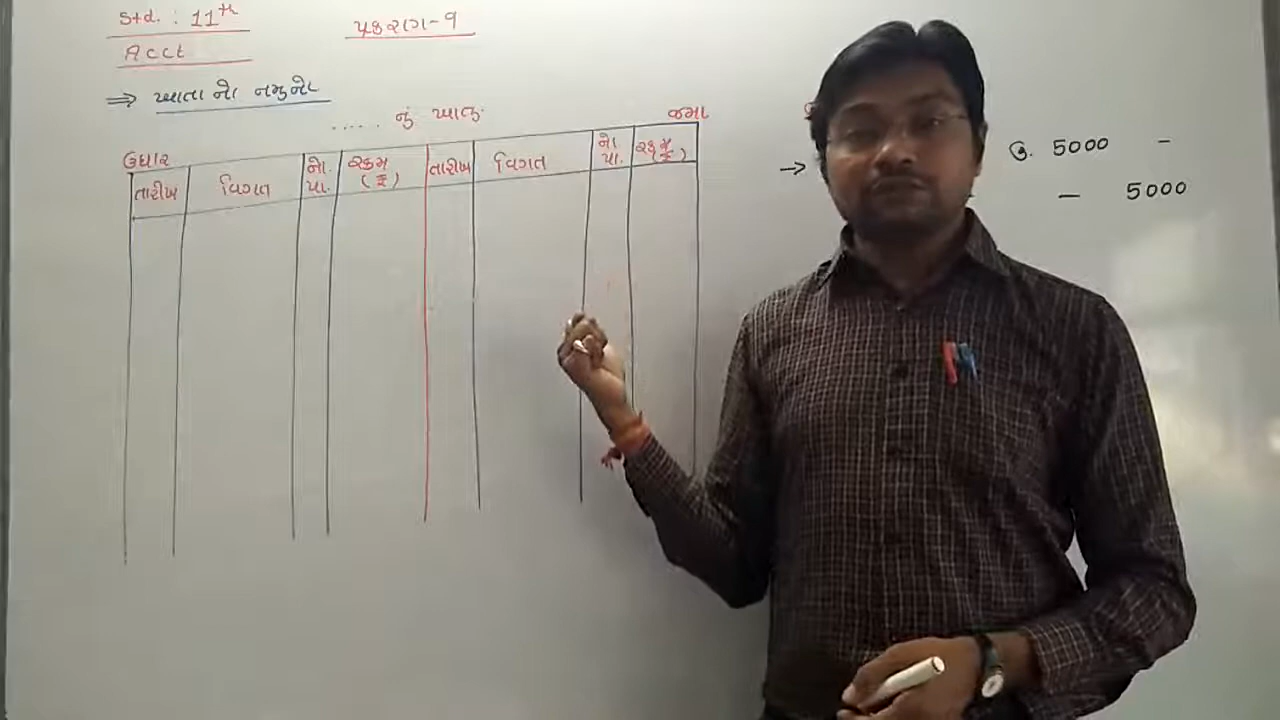 Std. : 11th
પ્રકરણ-૧
Acct
⇒ ખાતા નો નમુનો
..... નું ખાતુ
ઉધાર
જમા
તારીખ વિગત નો. પા. રકમ (₹) તારીખ વિગત નો પા. રકમ (₹)
→ ઉ. 5000 –
– 5000